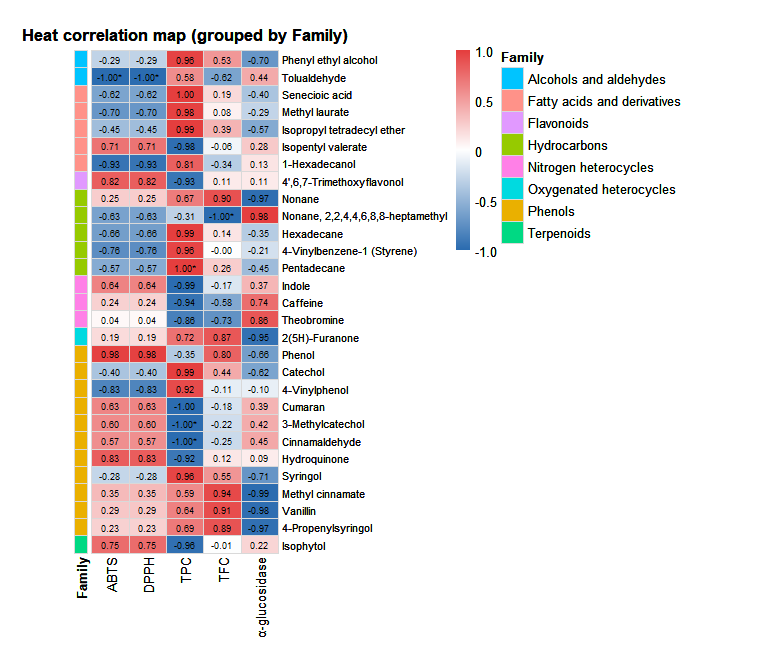 Heat correlation map (grouped by Family)
-0.29 -0.29 0.96 0.53 -0.70 Phenyl ethyl alcohol
-1.00* -1.00* 0.58 -0.62 0.44 Tolualdehyde
-0.62 -0.62 1.00 0.19 -0.40 Senecioic acid
-0.70 -0.70 0.98 0.08 -0.29 Methyl laurate
-0.45 -0.45 0.99 0.39 -0.57 Isopropyl tetradecyl ether
0.71 0.71 -0.98 -0.06 0.28 Isopentyl valerate
-0.93 -0.93 0.81 -0.34 0.13 1-Hexadecanol
0.82 0.82 -0.93 0.11 0.11 4',6,7-Trimethoxyflavonol
0.25 0.25 0.67 0.90 -0.97 Nonane
-0.63 -0.63 -0.31 -1.00* 0.98 Nonane, 2,2,4,4,6,8,8-heptamethyl
-0.66 -0.66 0.99 0.14 -0.35 Hexadecane
-0.76 -0.76 0.96 -0.00 -0.21 4-Vinylbenzene-1 (Styrene)
-0.57 -0.57 1.00* 0.26 -0.45 Pentadecane
0.64 0.64 -0.99 -0.17 0.37 Indole
0.24 0.24 -0.94 -0.58 0.74 Caffeine
0.04 0.04 -0.86 -0.73 0.86 Theobromine
0.19 0.19 0.72 0.87 -0.95 2(5H)-Furanone
0.98 0.98 -0.35 0.80 -0.66 Phenol
-0.40 -0.40 0.99 0.44 -0.62 Catechol
-0.83 -0.83 0.92 -0.11 -0.10 4-Vinylphenol
0.63 0.63 -1.00 -0.18 0.39 Cumaran
0.60 0.60 -1.00* -0.22 0.42 3-Methylcatechol
0.57 0.57 -1.00* -0.25 0.45 Cinnamaldehyde
0.83 0.83 -0.92 0.12 0.09 Hydroquinone
-0.28 -0.28 0.96 0.55 -0.71 Syringol
0.35 0.35 0.59 0.94 -0.99 Methyl cinnamate
0.29 0.29 0.64 0.91 -0.98 Vanillin
0.23 0.23 0.69 0.89 -0.97 4-Propenylsyringol
0.75 0.75 -0.96 -0.01 0.22 Isophytol
Family
ABTS
DPPH
TPC
TFC
α-glucosidase
1.0
0.5
0
-0.5
-1.0
Family
Alcohols and aldehydes
Fatty acids and derivatives
Flavonoids
Hydrocarbons
Nitrogen heterocycles
Oxygenated heterocycles
Phenols
Terpenoids